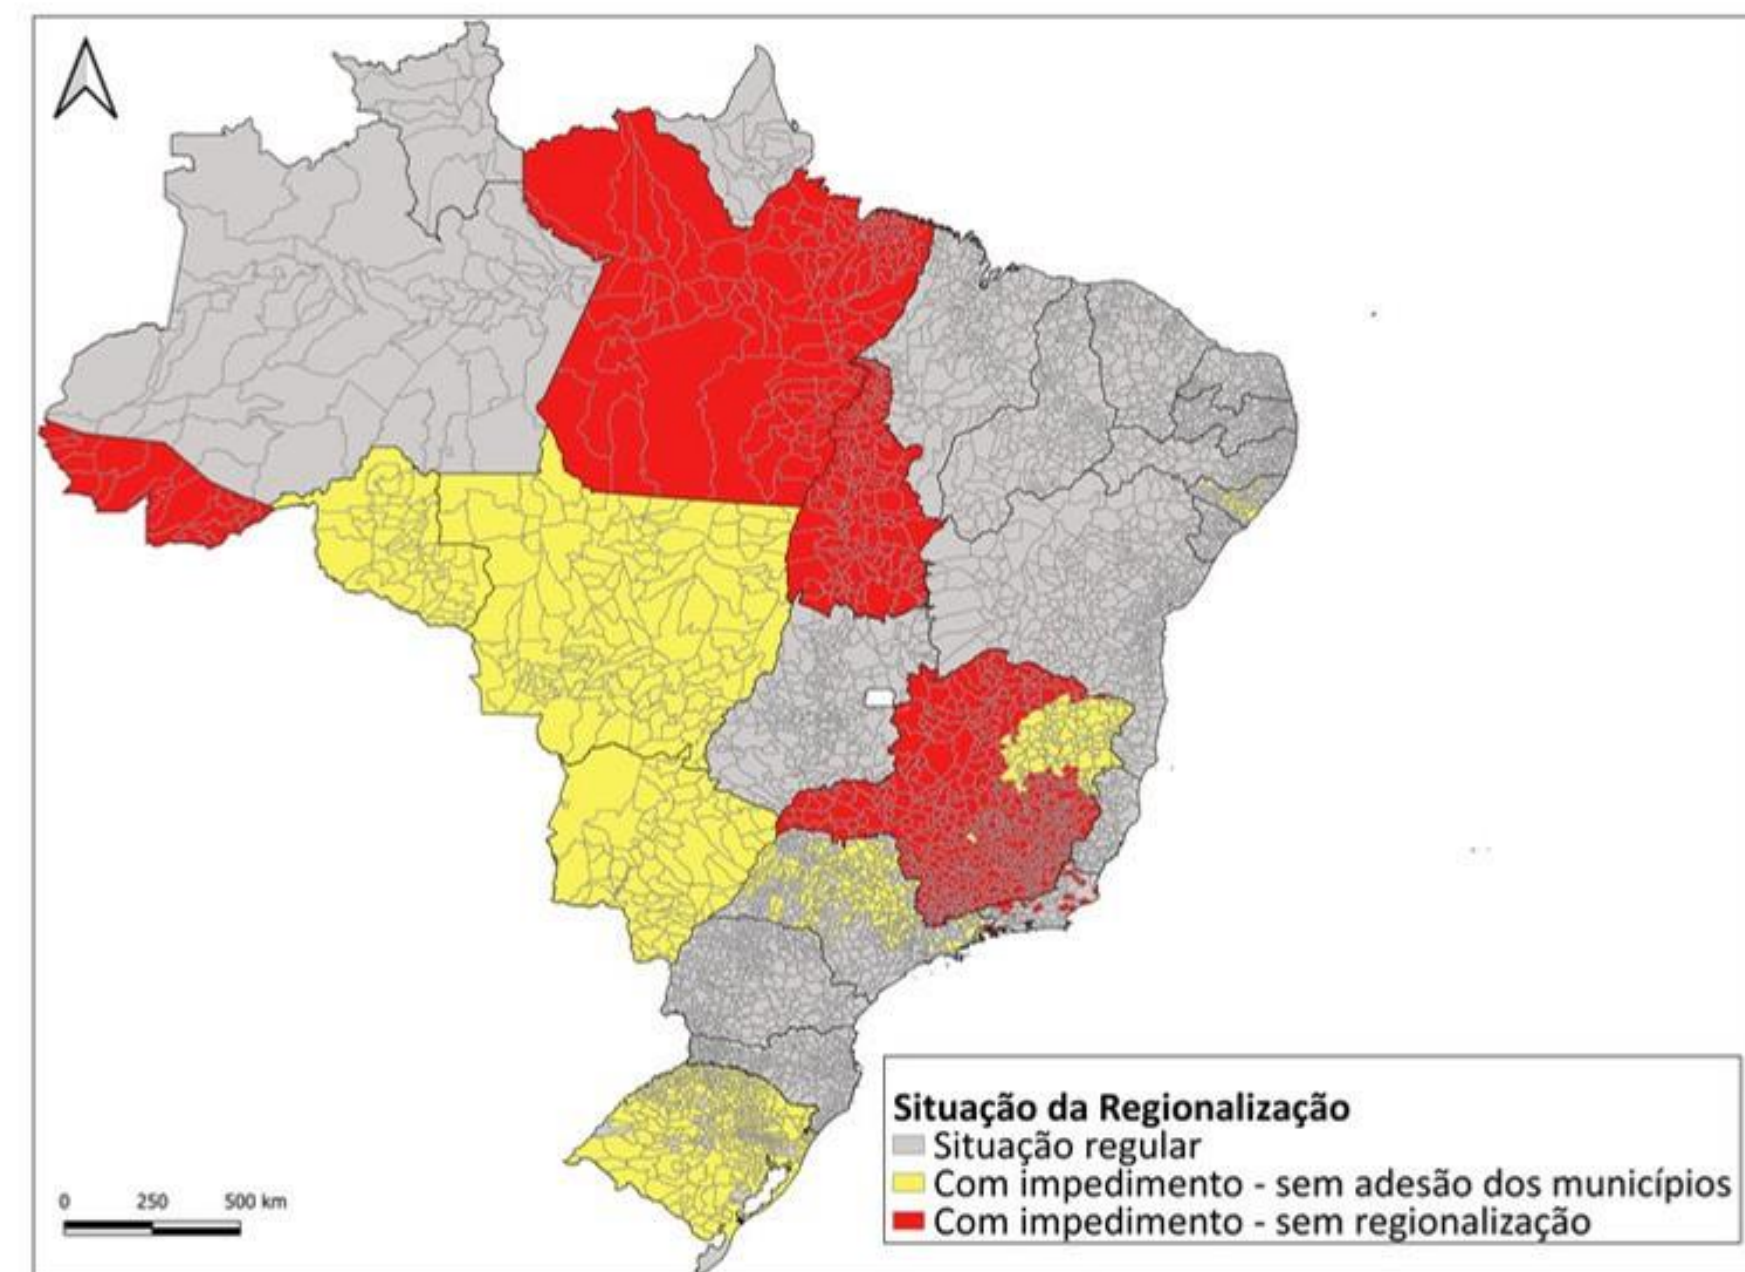 Situação da Regionalização
Situação regular
Com impedimento - sem adesão dos municípios
Com impedimento - sem regionalização
0 250 500 km